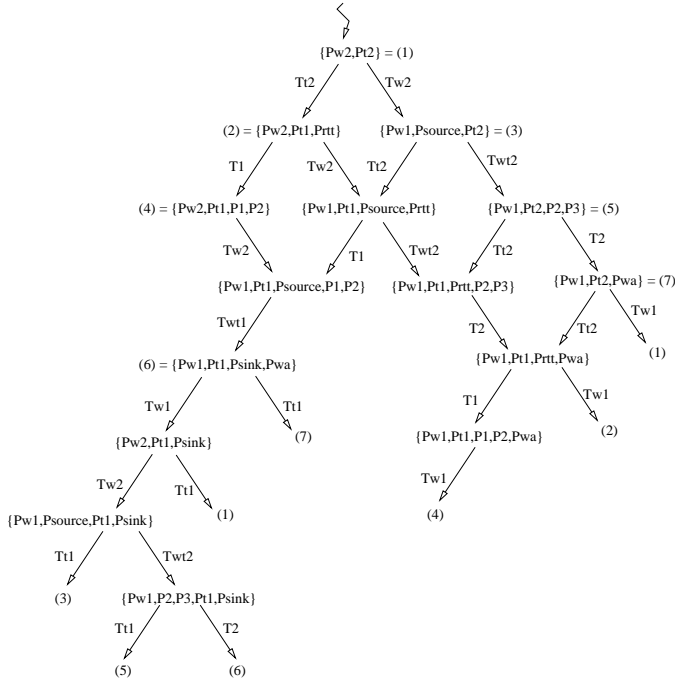 {Pw2,Pt2} = (1)
Tt2 Tw2
(2) = {Pw2,Pt1,Prtt} {Pw1,Psource,Pt2} = (3)
T1 Tw2 Tt2 Twt2
(4) = {Pw2,Pt1,P1,P2} {Pw1,Pt1,Psource,Prtt} {Pw1,Pt2,P2,P3} = (5)
Tw2 T1 Twt2 Tt2 T2
{Pw1,Pt1,Psource,P1,P2} {Pw1,Pt1,Prtt,P2,P3} {Pw1,Pt2,Pwa} = (7)
Twt1 T2 Tt2 Tw1
(6) = {Pw1,Pt1,Psink,Pwa} {Pw1,Pt1,Prtt,Pwa} (1)
Tw1 Tt1 T1 Tw1
{Pw2,Pt1,Psink} (7) {Pw1,Pt1,P1,P2,Pwa} (2)
Tw2 Tt1 Tw1
{Pw1,Psource,Pt1,Psink} (1) (4)
Tt1 Twt2
(3) {Pw1,P2,P3,Pt1,Psink}
Tt1 T2
(5) (6)